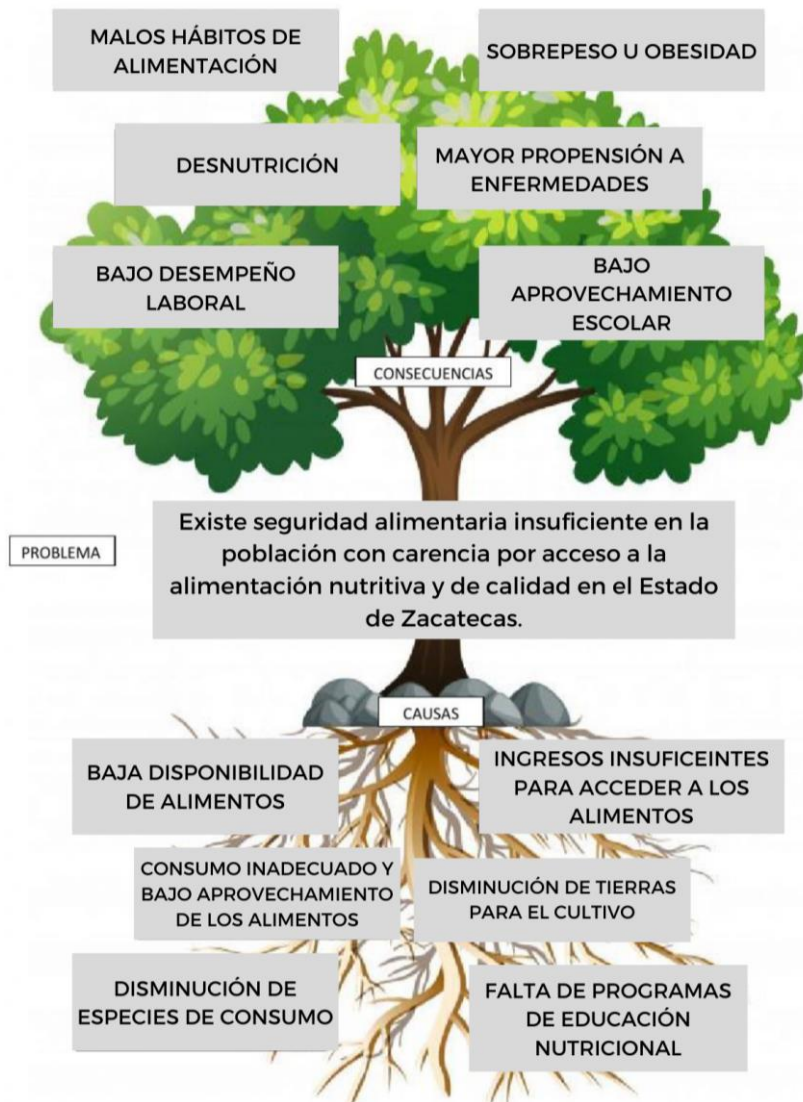 MALOS HÁBITOS DE
ALIMENTACIÓN
SOBREPESO U OBESIDAD
DESNUTRICIÓN
MAYOR PROPENSIÓN A
ENFERMEDADES
BAJO DESEMPEÑO
LABORAL
BAJO
APROVECHAMIENTO
ESCOLAR
CONSECUENCIAS
PROBLEMA
Existe seguridad alimentaria insuficiente en la
población con carencia por acceso a la
alimentación nutritiva y de calidad en el Estado
de Zacatecas.
CAUSAS
BAJA DISPONIBILIDAD
DE ALIMENTOS
INGRESOS INSUFICEINTES
PARA ACCEDER A LOS
ALIMENTOS
CONSUMO INADECUADO Y
BAJO APROVECHAMIENTO
DE LOS ALIMENTOS
DISMINUCIÓN DE TIERRAS
PARA EL CULTIVO
DISMINUCIÓN DE
ESPECIES DE CONSUMO
FALTA DE PROGRAMAS
DE EDUCACIÓN
NUTRICIONAL